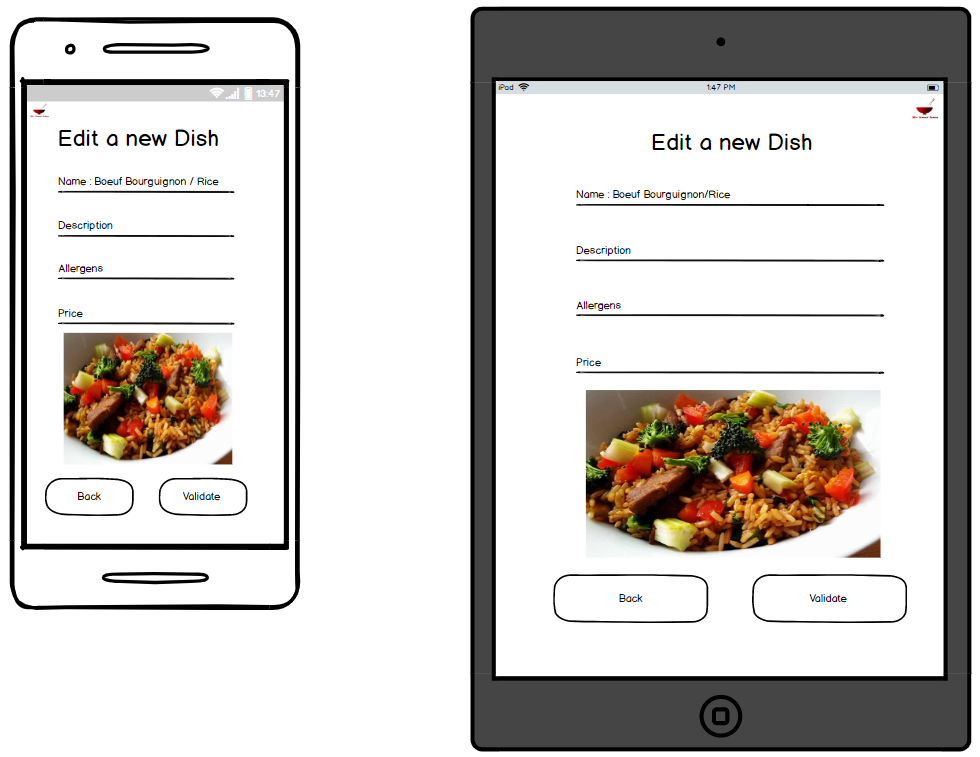 13:47
Edit a new Dish
Name : Boeuf Bourguignon / Rice
Description
Allergens
Price
Back
Validate
iPod
1:47 PM
Edit a new Dish
Name : Boeuf Bourguignon/Rice
Description
Allergens
Price
Back
Validate